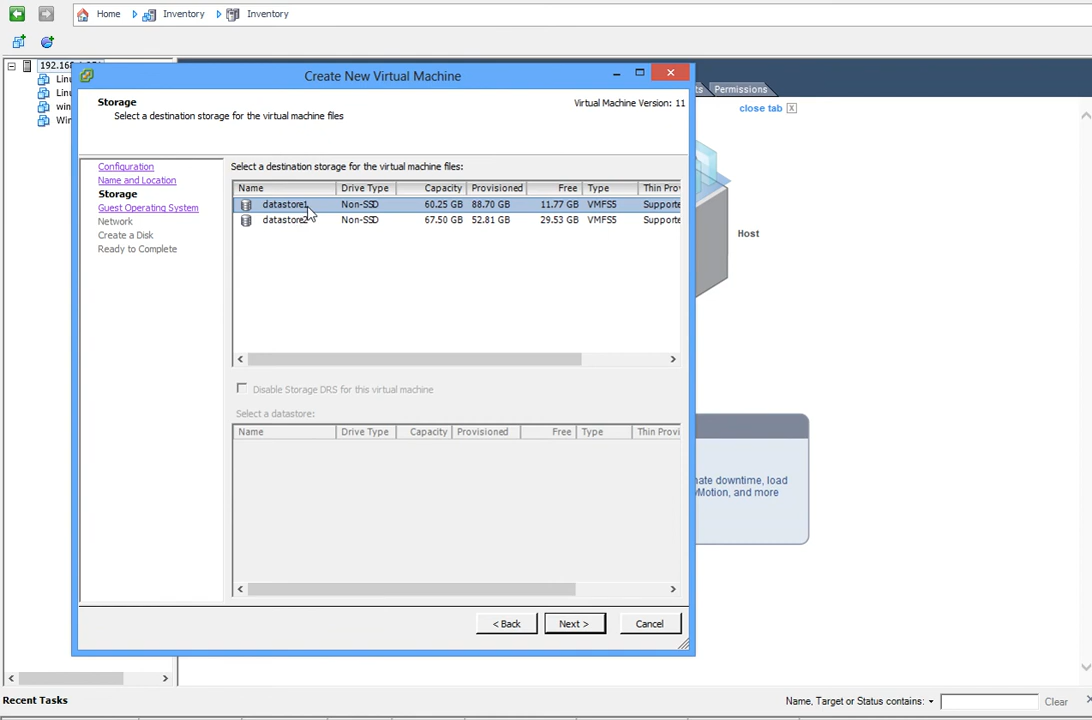 Home Inventory Inventory
192.168
Create New Virtual Machine
Storage
Virtual Machine Version: 11
Select a destination storage for the virtual machine files
Permissions
close tab
Configuration
Name and Location
Storage
Guest Operating System
Network
Create a Disk
Ready to Complete
Select a destination storage for the virtual machine files:
Name Drive Type Capacity Provisioned Free Type Thin Pro
datastore1 Non-SSD 60.25 GB 88.70 GB 11.77 GB VMFS5 Supporte
datastore2 Non-SSD 67.50 GB 52.81 GB 29.53 GB VMFS5 Supporte
Disable Storage DRS for this virtual machine
Select a datastore:
Name Drive Type Capacity Provisioned Free Type Thin Provi
Host
nate downtime, load
Motion, and more
< Back Next > Cancel
Recent Tasks
Name, Target or Status contains: Clear